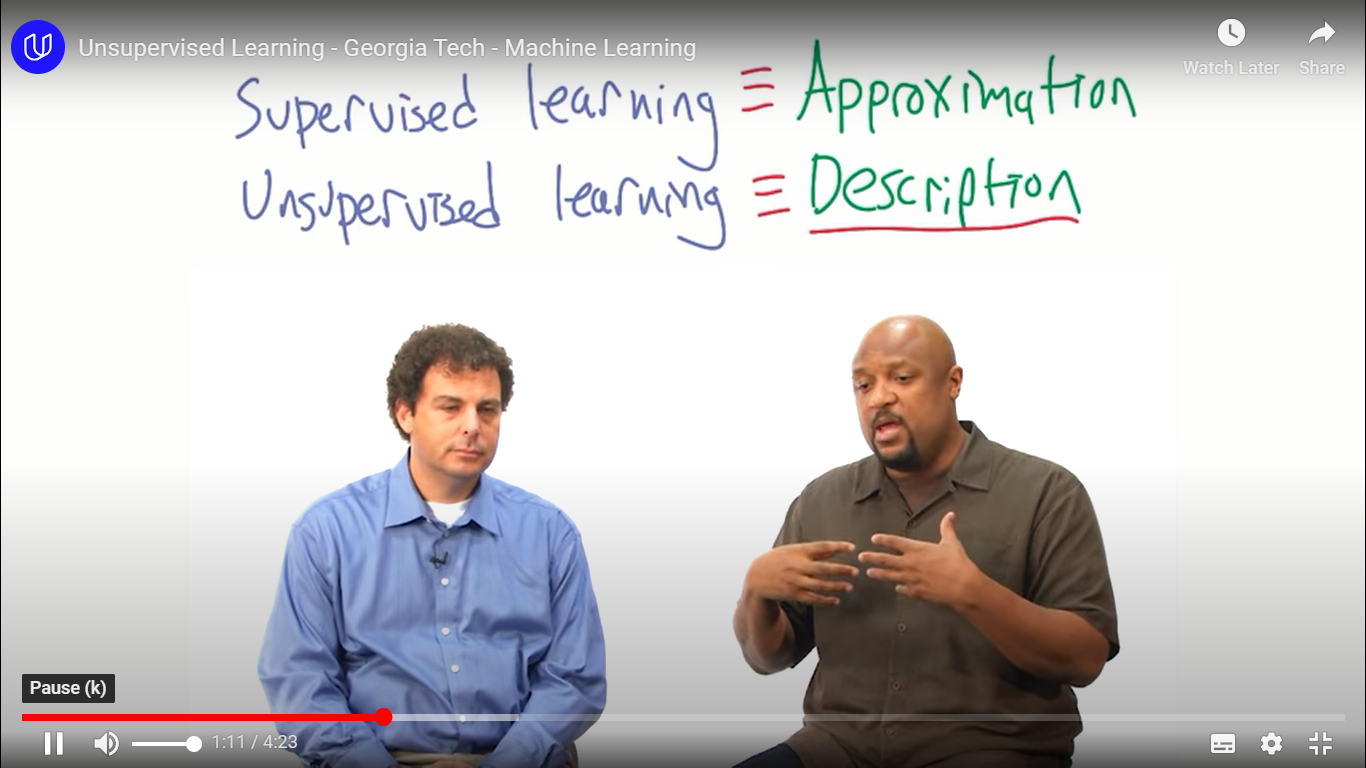 Unsupervised Learning - Georgia Tech - Machine Learning
Watch Later
Share
Supervised learning ≡ Approximation
Unsupervised learning ≡ Description
Pause (k)
1:11 / 4:23